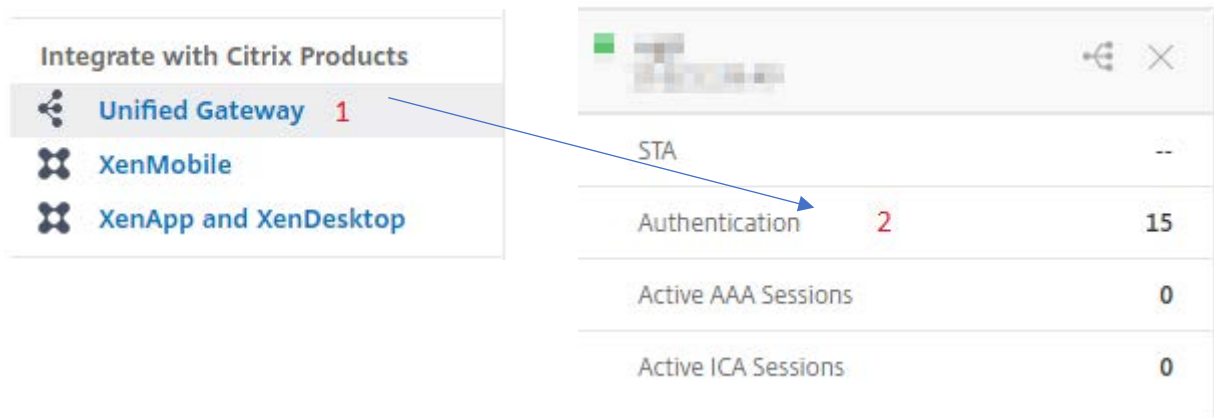 Integrate with Citrix Products
Unified Gateway 1
XenMobile
XenApp and XenDesktop
STA --
Authentication 2 15
Active AAA Sessions 0
Active ICA Sessions 0